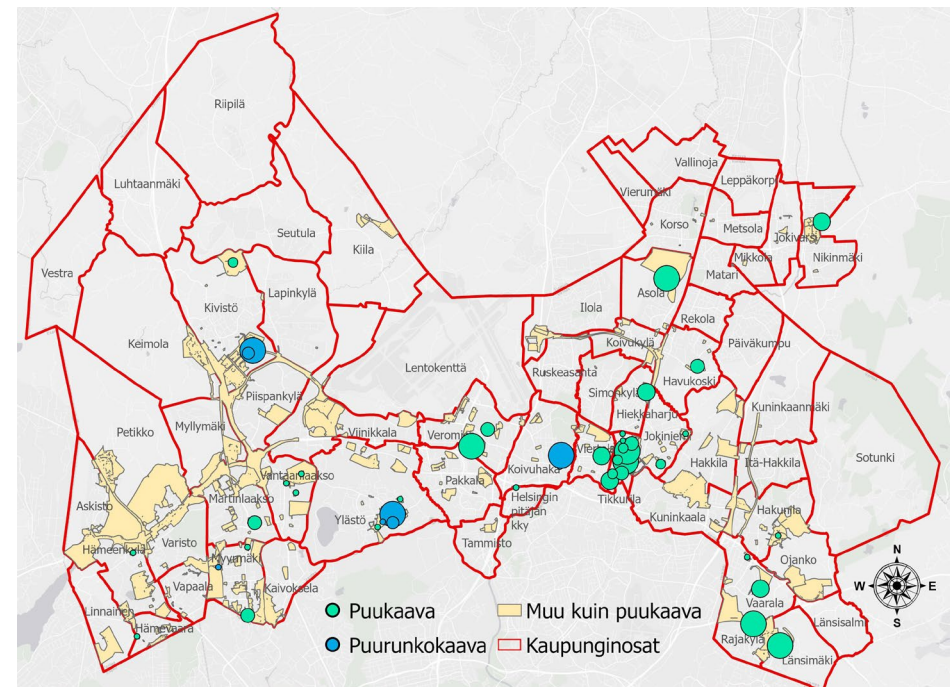 Riipilä
Vallinoja
Luhtaanmäki
Vierumäki
Leppäkorpi
Korso
Metsola
Seutula
Kiila
Jokivarsi
Mikkola
Nikinmäki
Vestra
Matari
Kivistö
Lapinkylä
Asola
Ilola
Rekola
Keimola
Koivukylä
Päiväkumpu
Lentokenttä
Ruskeasanta
Havukoski
Piispankylä
Simonkylä
Petikko
Myllymäki
Hiekkaharju
Kuninkaanmäki
Viinikkala
Jokiniemi
Sotunki
Hakkila
Itä-Hakkila
Koivuhaka
Vantaanlaakso
Pakkala
Martinlaakso
Askisto
Helsingin
pitäjän
kky
Tikkurila
Hakunila
Ylästö
Kuninkaala
Varisto
Tammisto
Hämeenkylä
Myyrmäki
Ojanko
N
Vapaala
Kaivoksela
W
E
Linnainen
Vaarala
S
Hämevaara
Länsisalmi
Rajakylä
Länsimäki
Puukaava
Muu kuin puukaava
Puurunkokaava
Kaupunginosat